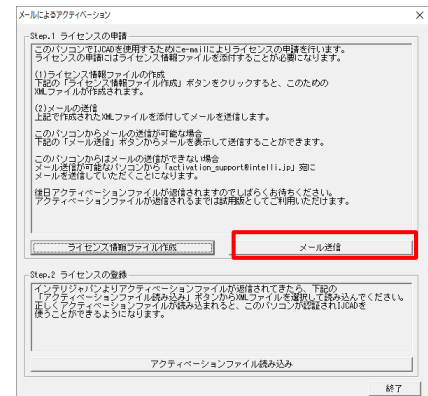 メールによるアクティベーション
Step.1 ライセンスの申請
このパソコンでIJCADを使用するためにe-mailによりライセンスの申請を行います。
ライセンスの申請にはライセンス情報ファイルを添付することが必要になります。
(1)ライセンス情報ファイルの作成
下記の「ライセンス情報ファイル作成」ボタンをクリックすると、このための
XMLファイルが作成されます。
(2)メールの送信
上記で作成されたXMLファイルを添付してメールを送信します。
このパソコンからメールの送信が可能な場合
下記の「メール送信」ボタンからメールを表示して送信することができます。
このパソコンからはメールの送信ができない場合
メール送信が可能なパソコンから「activation_support@intelli.jp」宛に
メールを送信していただくことになります。
後日アクティベーションファイルが返信されますのでしばらくお待ちください。
アクティベーションファイルが返信されるまでは試用版としてご利用いただけます。
ライセンス情報ファイル作成
メール送信
Step.2 ライセンスの登録
インテリジャパンよりアクティベーションファイルが返信されてきたら、下記の
「アクティベーションファイル読み込み」ボタンからXMLファイルを選択して読み込んでください。
正しくアクティベーションファイルが読み込まれると、このパソコンが認証されIJCADを
使うことができるようになります。
アクティベーションファイル読み込み
終了